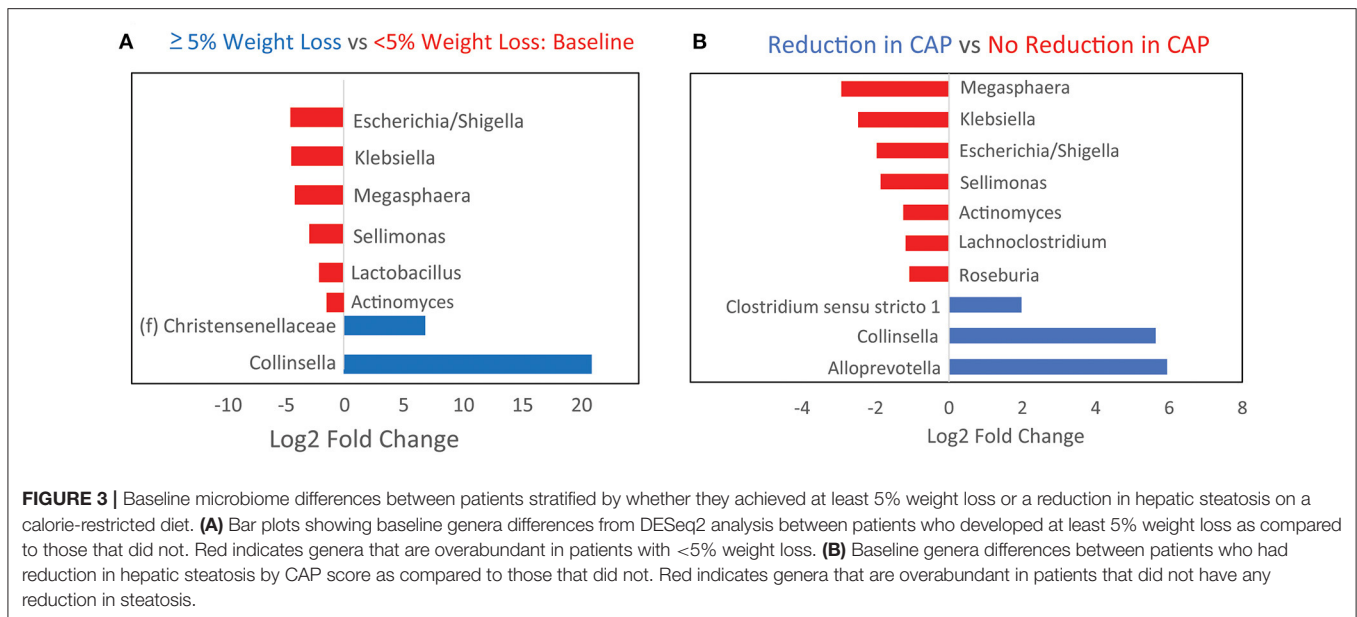 A
≥ 5% Weight Loss vs <5% Weight Loss: Baseline
Escherichia/Shigella
Klebsiella
Megasphaera
Sellimonas
Lactobacillus
Actinomyces
(f) Christensenellaceae
Collinsella
-10 -5 0 5 10 15 20
Log2 Fold Change
B
Reduction in CAP vs No Reduction in CAP
Megasphaera
Klebsiella
Escherichia/Shigella
Sellimonas
Actinomyces
Lachnoclostridium
Roseburia
Clostridium sensu stricto 1
Collinsella
Alloprevotella
-4 -2 0 2 4 6 8
Log2 Fold Change
FIGURE 3 | Baseline microbiome differences between patients stratified by whether they achieved at least 5% weight loss or a reduction in hepatic steatosis on a
calorie-restricted diet. (A) Bar plots showing baseline genera differences from DESeq2 analysis between patients who developed at least 5% weight loss as compared
to those that did not. Red indicates genera that are overabundant in patients with <5% weight loss. (B) Baseline genera differences between patients who had
reduction in hepatic steatosis by CAP score as compared to those that did not. Red indicates genera that are overabundant in patients that did not have any
reduction in steatosis.